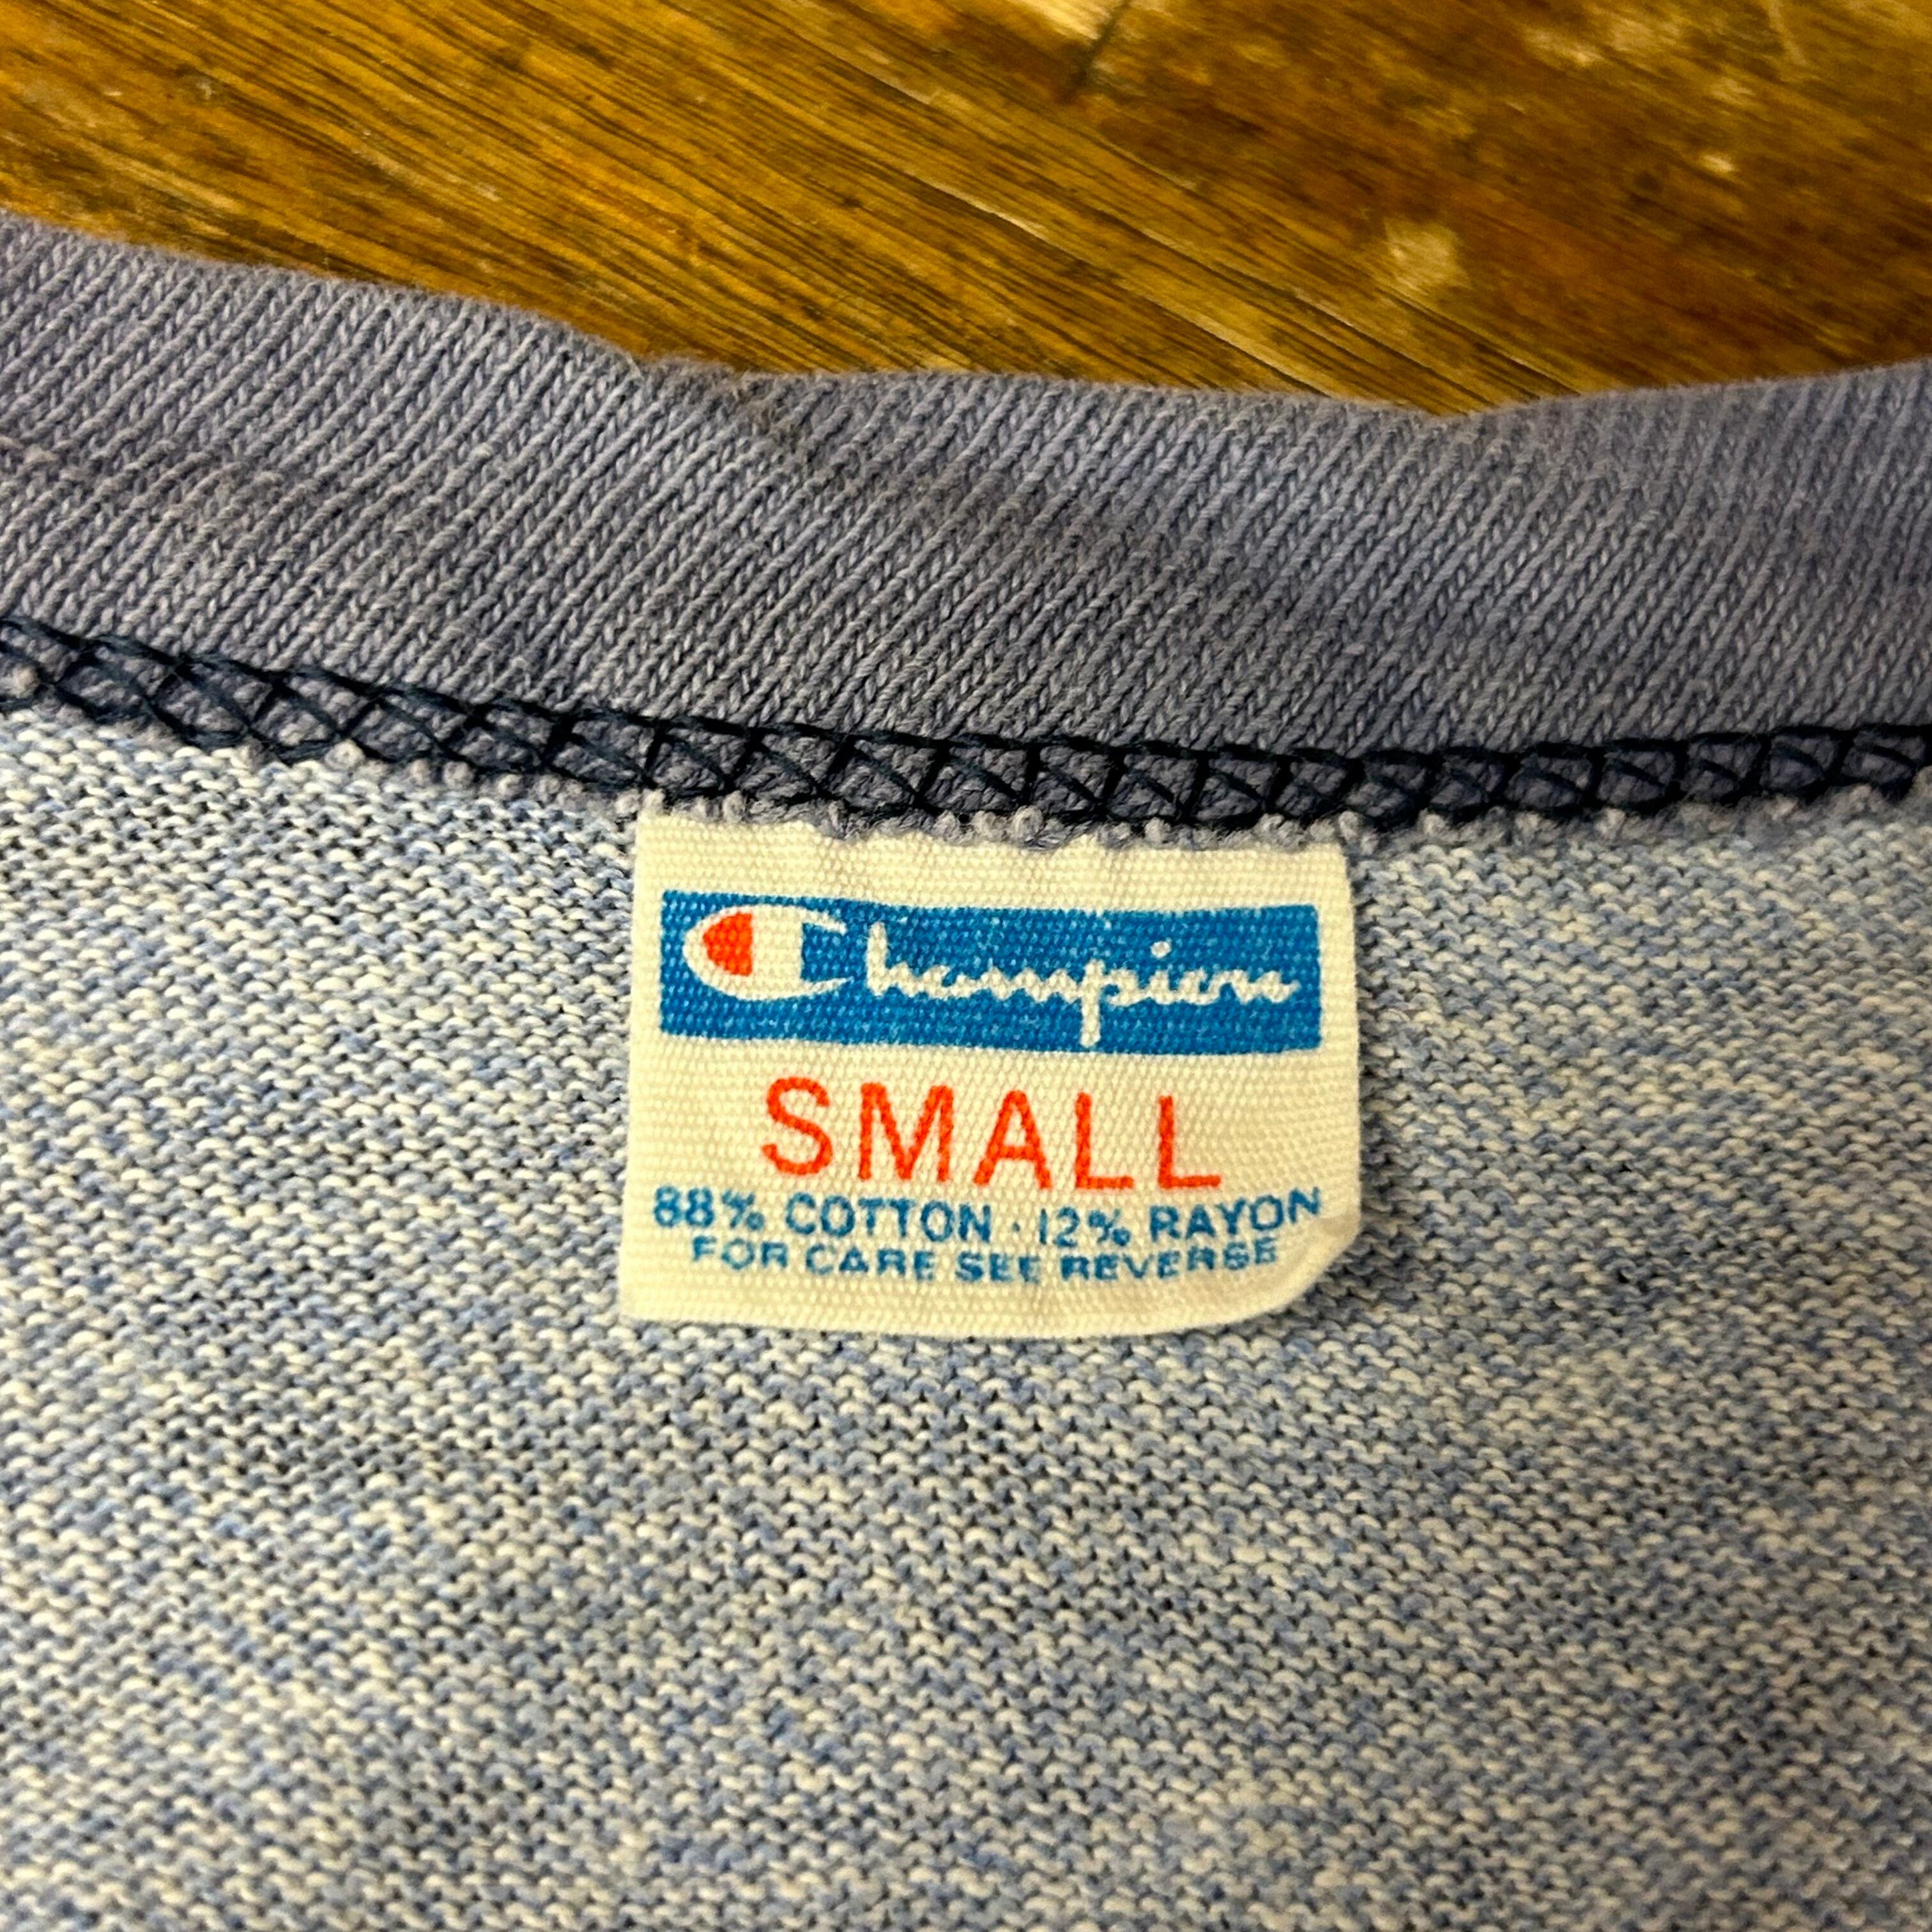 Champion
SMALL
88% COTTON · 12% RAYON
FOR CARE SEE REVERSE